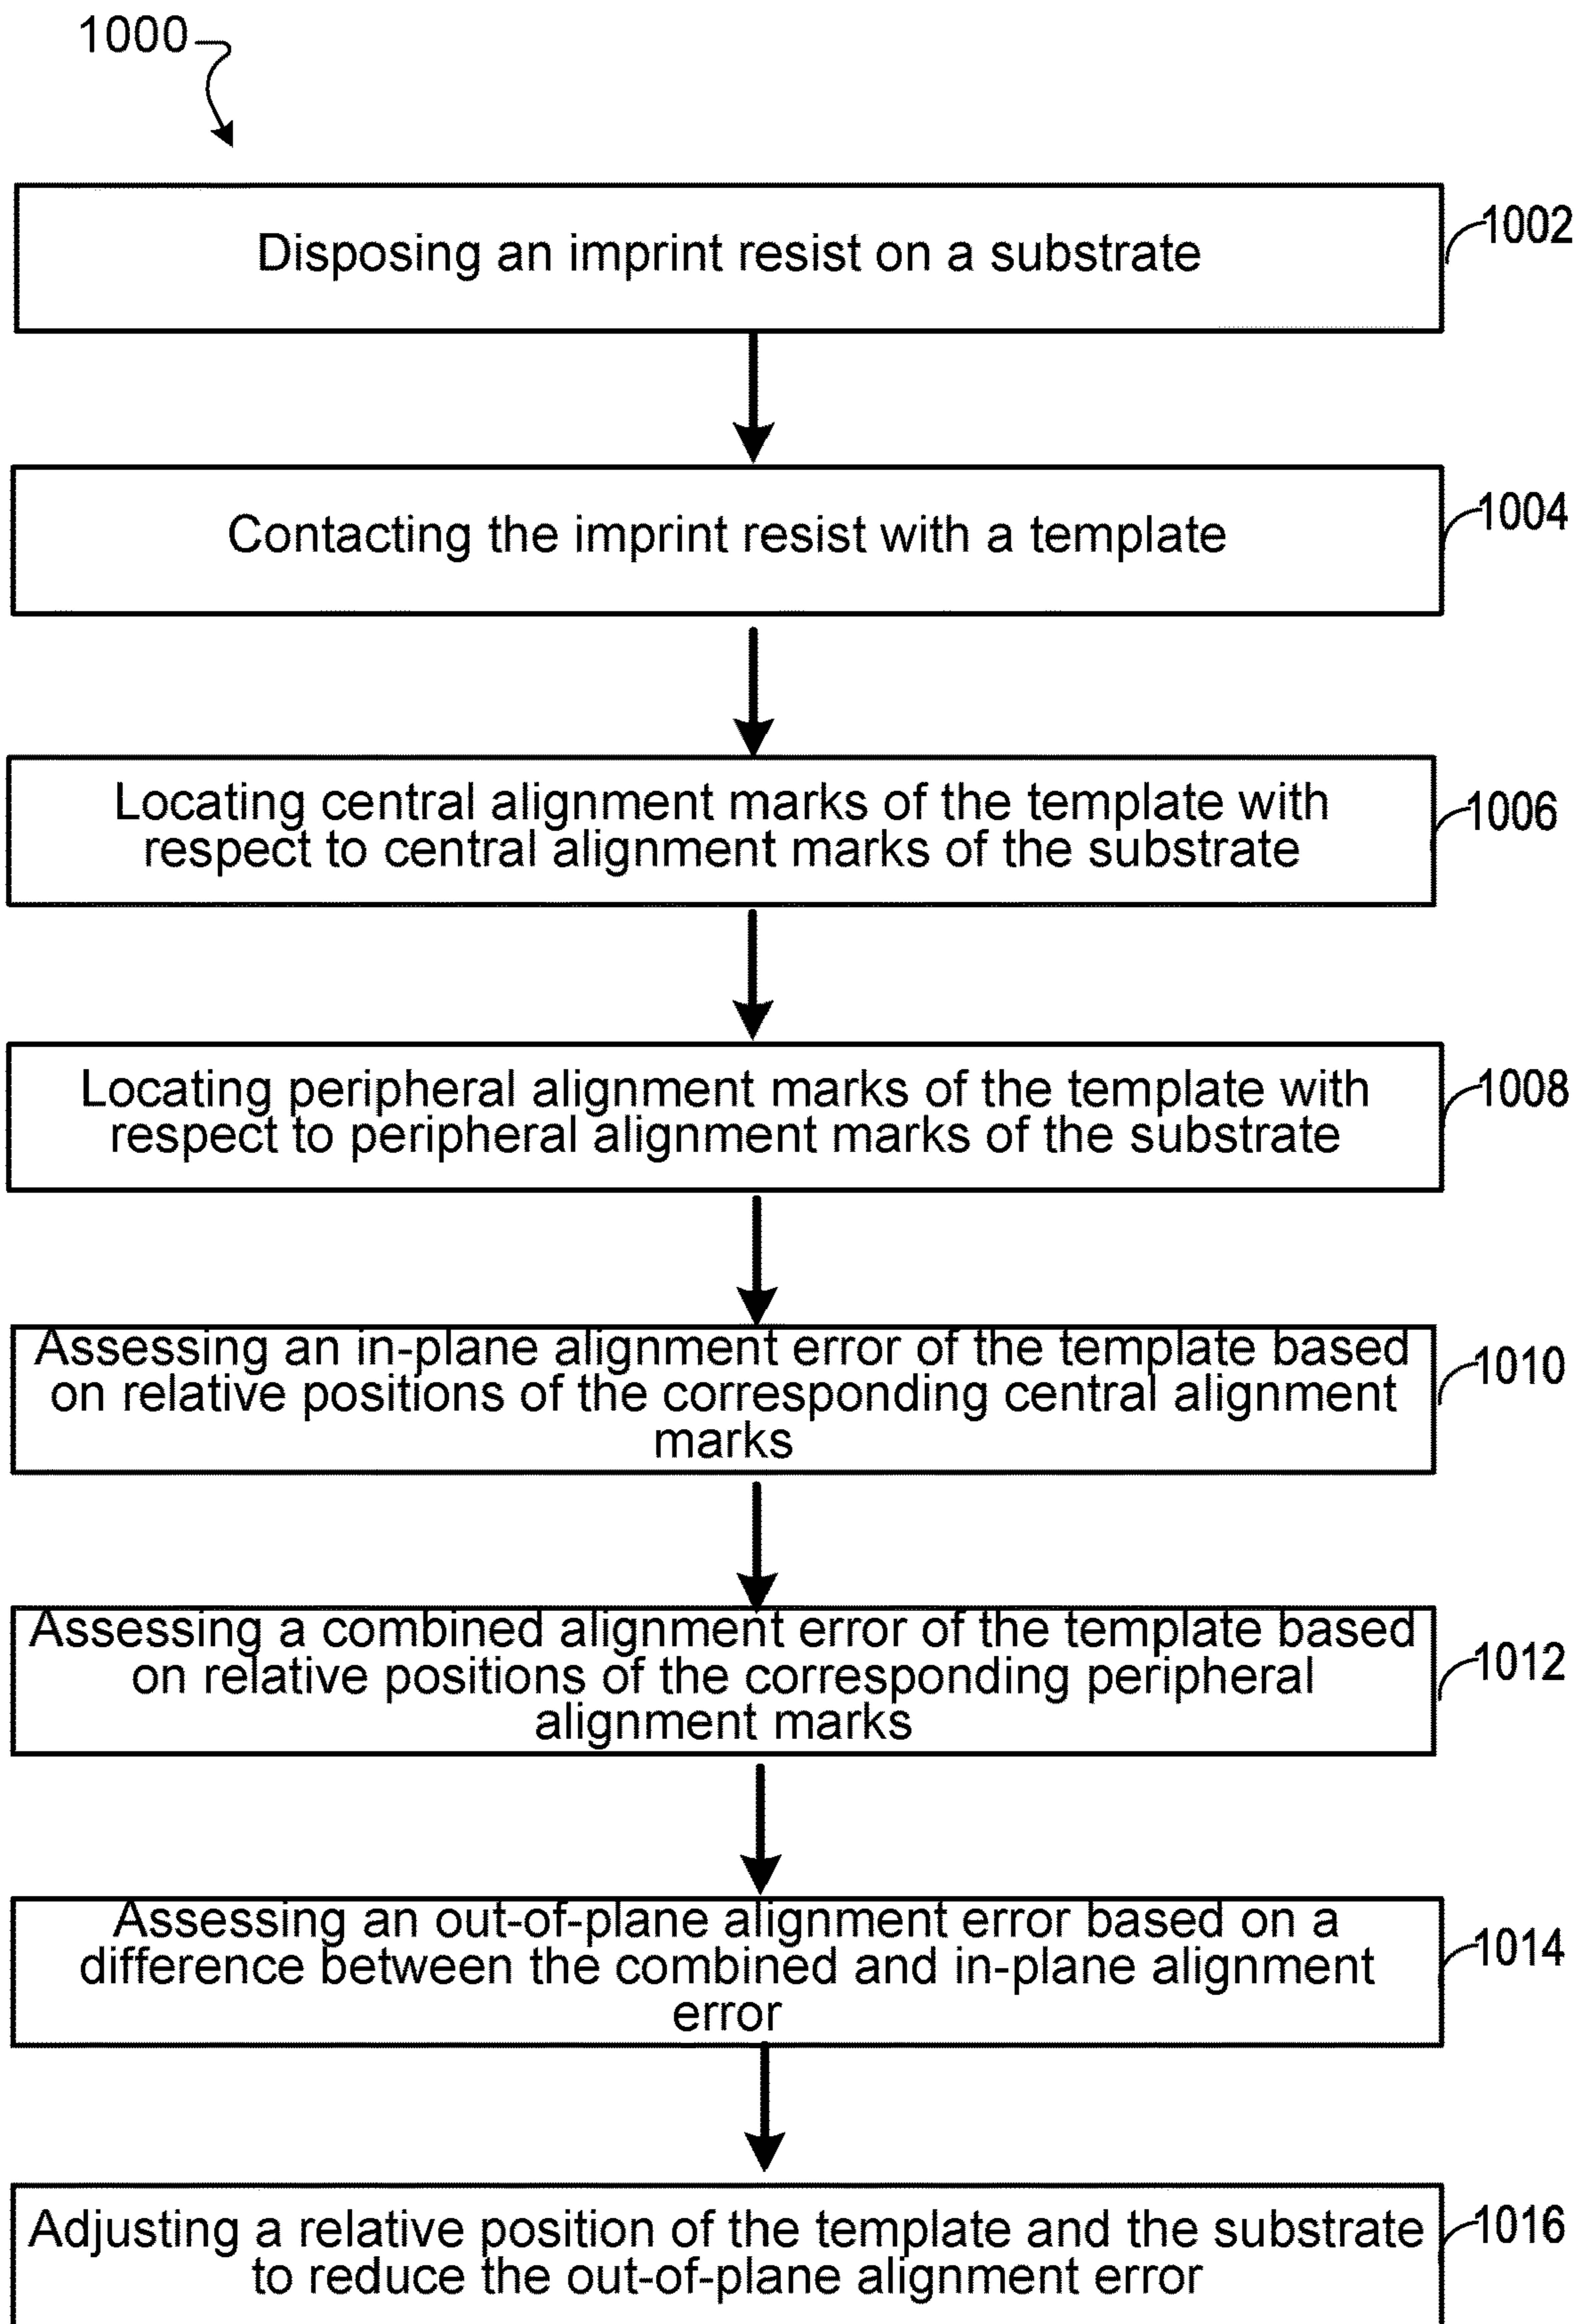 1000
Disposing an imprint resist on a substrate
1002
Contacting the imprint resist with a template
1004
Locating central alignment marks of the template with
respect to central alignment marks of the substrate
1006
Locating peripheral alignment marks of the template with
respect to peripheral alignment marks of the substrate
1008
Assessing an in-plane alignment error of the template based
on relative positions of the corresponding central alignment
marks
1010
Assessing a combined alignment error of the template based
on relative positions of the corresponding peripheral
alignment marks
1012
Assessing an out-of-plane alignment error based on a
difference between the combined and in-plane alignment
error
1014
Adjusting a relative position of the template and the substrate
to reduce the out-of-plane alignment error
1016